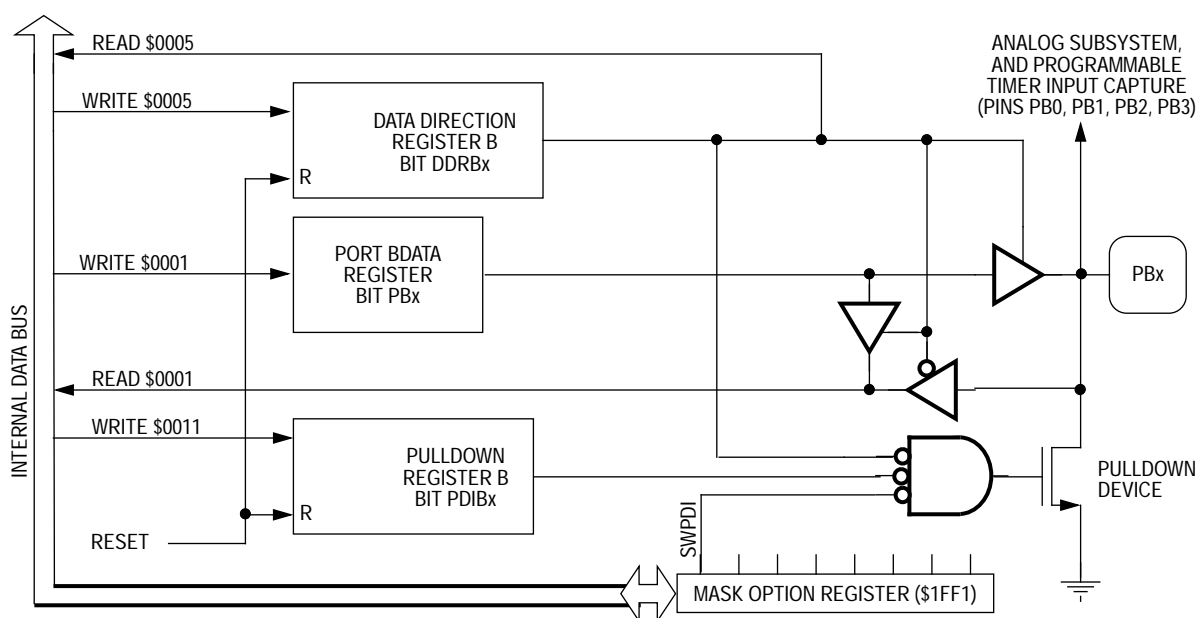 READ $0005
ANALOG SUBSYSTEM,
AND PROGRAMMABLE
TIMER INPUT CAPTURE
(PINS PB0, PB1, PB2, PB3)
WRITE $0005
DATA DIRECTION
REGISTER B
BIT DDRBx
R
PORT BDATA
REGISTER
BIT PBx
WRITE $0001
PBx
INTERNAL DATA BUS
READ $0001
WRITE $0011
PULLDOWN
REGISTER B
BIT PDIBx
R
PULLDOWN
DEVICE
RESET
SWPDI
MASK OPTION REGISTER ($1FF1)